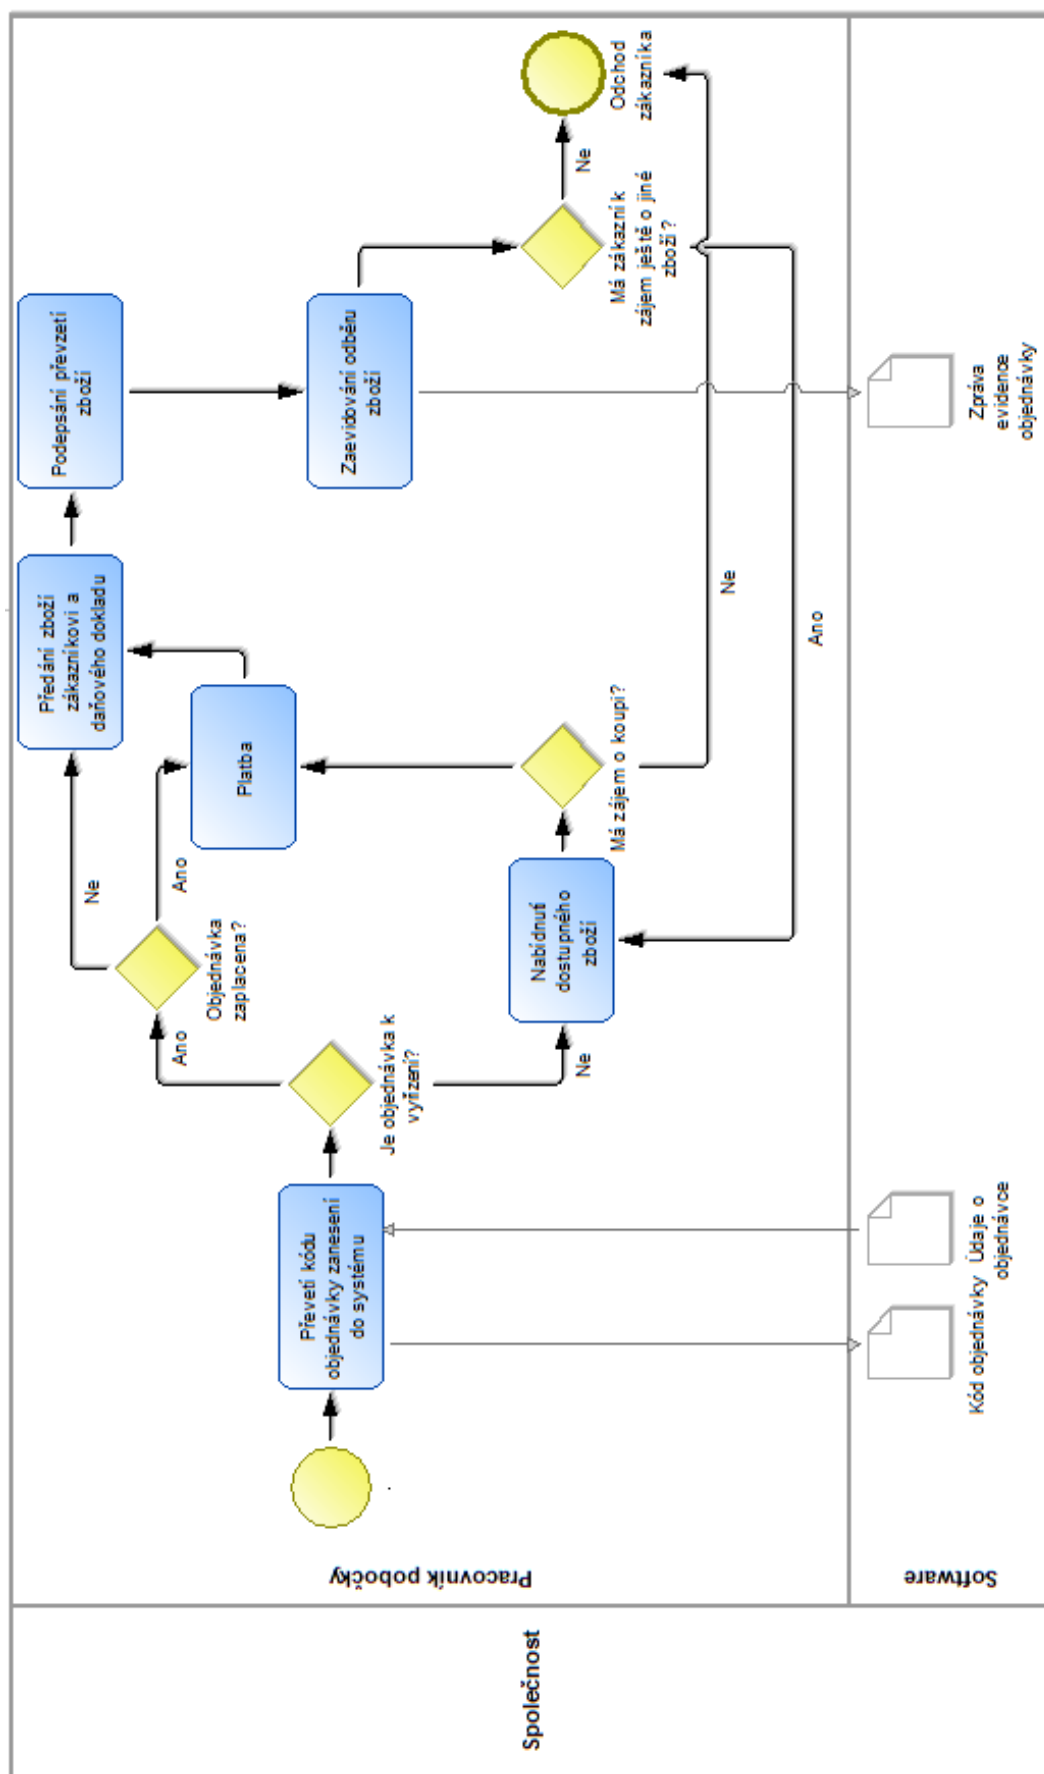 Společnost
Pracovník pobočky
Software
Převetí kódu
objednávky zanesení
do systému
Je objednávka k
vyřízení?
Ano
Ne
Objednávka
zaplacena?
Ne
Ano
Předání zboží
zákazníkovi a
daňového dokladu
Platba
Nabídnutí
dostupného
zboží
Má zájem o koupi?
Ne
Ano
Podepsání převzetí
zboží
Zaevidování odběru
zboží
Má zákazník
zájem ještě o jiné
zboží?
Ne
Odchod
zákazníka
Kód objednávky
Údaje o
objednávce
Zpráva
evidence
objednávky